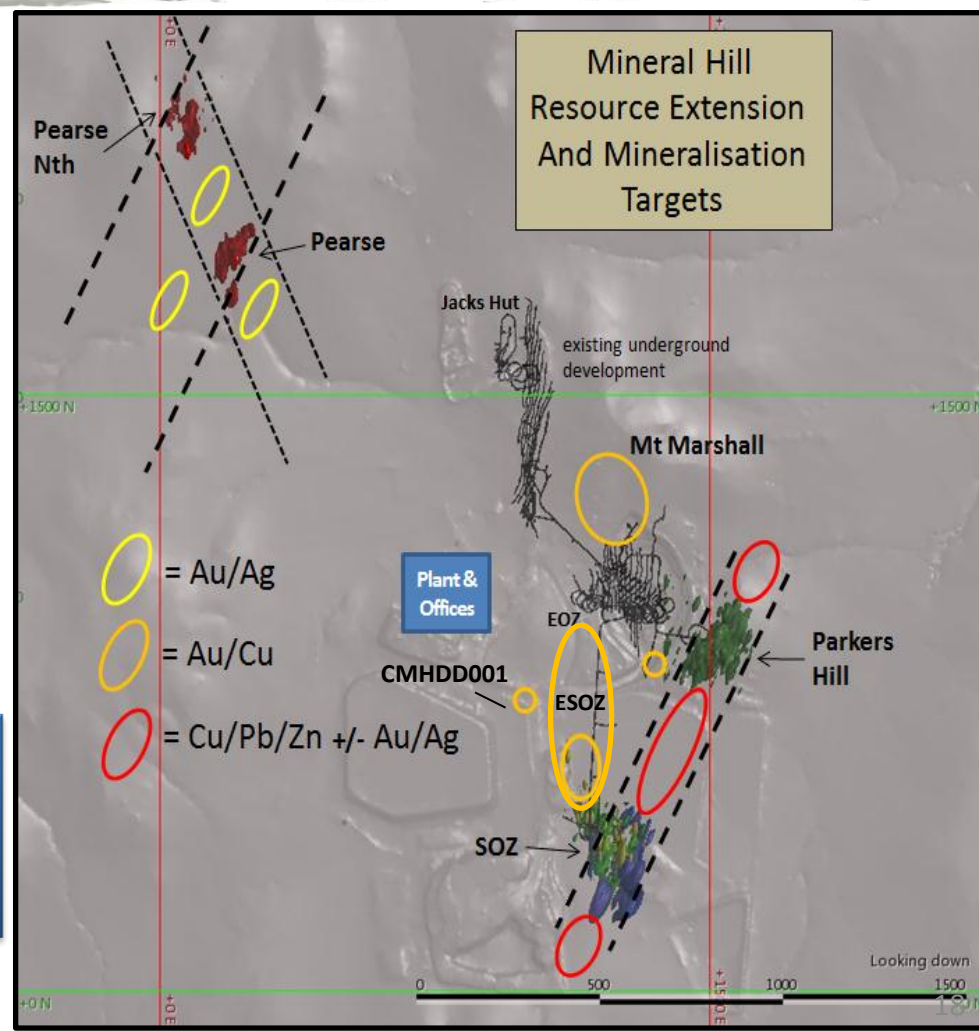 +0 E
Mineral Hill
Resource Extension
And Mineralisation
Targets
Pearse
Nth
Pearse
Jacks Hut
existing underground
development
+1500 N
+1500 N
Mt Marshall
= Au/Ag
Plant &
Offices
EOZ
= Au/Cu
CMHDD001
ESOZ
Parkers
Hill
= Cu/Pb/Zn +/- Au/Ag
SOZ
Looking down
0
500
1000
1500
+0 N
+0 E
+1500 E
18